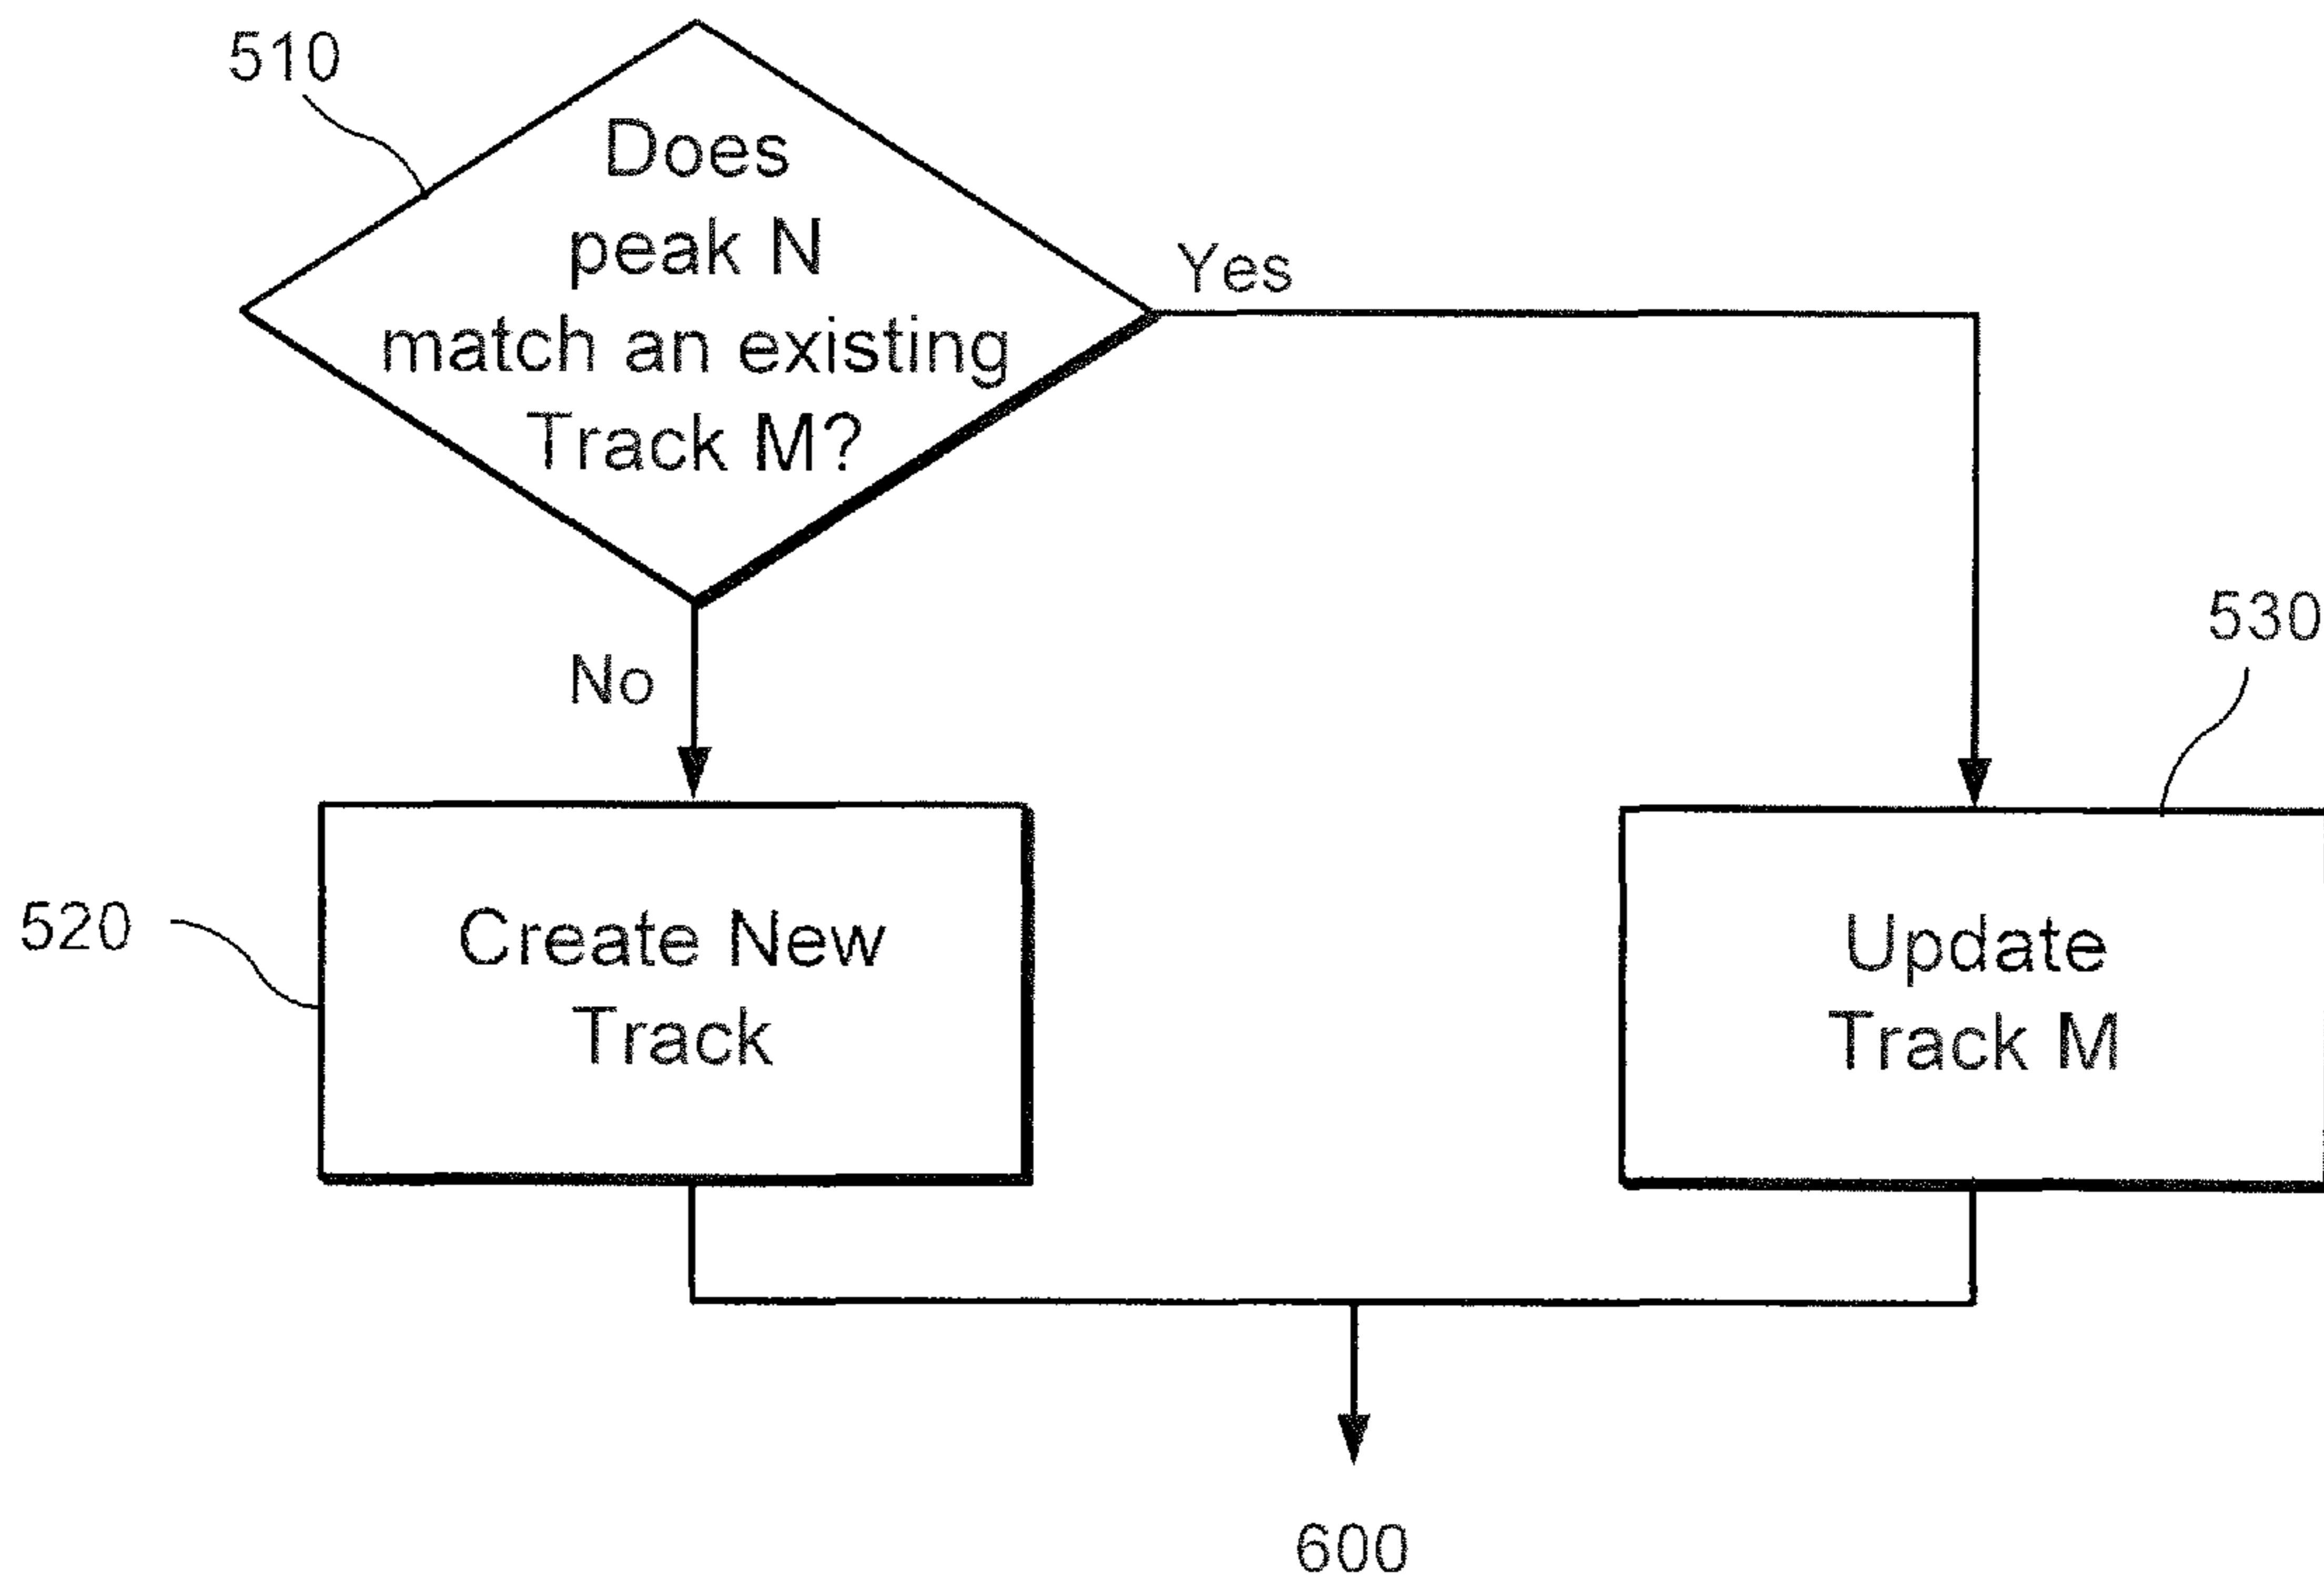 510
Does
peak N
match an existing
Track M?
Yes
No
530
520
Create New
Track
Update
Track M
600